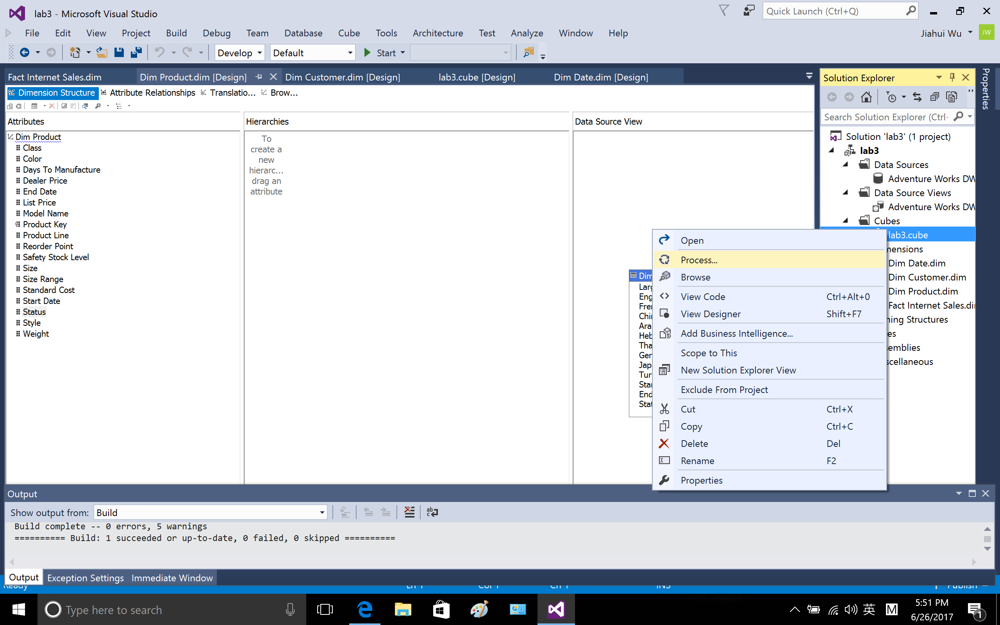 lab3 - Microsoft Visual Studio
Quick Launch (Ctrl+Q)
File Edit View Project Build Debug Team Database Cube Tools Architecture Test Analyze Window Help
Jiahui Wu JW
Develop Default Start
Fact Internet Sales.dim Dim Product.dim [Design] Dim Customer.dim [Design] lab3.cube [Design] Dim Date.dim [Design]
Dimension Structure Attribute Relationships Translatio... Brow...
Attributes
Dim Product
Class
Color
Days To Manufacture
Dealer Price
End Date
List Price
Model Name
Product Key
Product Line
Reorder Point
Safety Stock Level
Size
Size Range
Standard Cost
Start Date
Status
Style
Weight
Hierarchies
To
create a
new
hierarc...
drag an
attribute
Data Source View
Dim
Larg
Eng
Fren
Chin
Ara
Heb
Tha
Ger
Jap
Tur
Star
End
Stat
Open
Process...
Browse
View Code Ctrl+Alt+0
View Designer Shift+F7
Add Business Intelligence...
Scope to This
New Solution Explorer View
Exclude From Project
Cut Ctrl+X
Copy Ctrl+C
Delete Del
Rename F2
Properties
Solution Explorer
Search Solution Explorer (Ctrl+
Solution 'lab3' (1 project)
lab3
Data Sources
Adventure Works DW
Data Source Views
Adventure Works DW
Cubes
lab3.cube
mensions
Dim Date.dim
Dim Customer.dim
Dim Product.dim
Fact Internet Sales.di
ning Structures
es
semblies
scellaneous
Properties
Output
Show output from: Build
Build complete -- 0 errors, 5 warnings
========== Build: 1 succeeded or up-to-date, 0 failed, 0 skipped ==========
Output Exception Settings Immediate Window
Ready Ln 1 Col 1 Ch 1 INS Publish
Type here to search
英 M
5:51 PM
6/26/2017
1